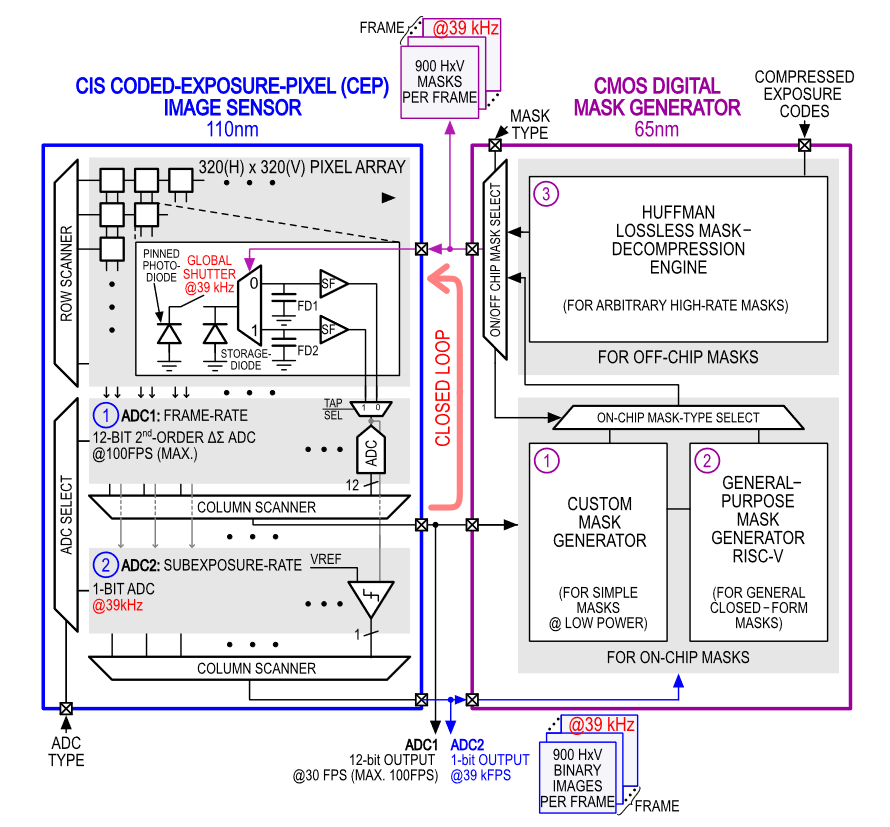 FRAME
@39 kHz
900 HxV
MASKS
PER FRAME
CIS CODED-EXPOSURE-PIXEL (CEP)
IMAGE SENSOR
110nm
CMOS DIGITAL
MASK GENERATOR
65nm
MASK
TYPE
COMPRESSED
EXPOSURE
CODES
320(H) x 320(V) PIXEL ARRAY
ROW SCANNER
PINNED
PHOTO-
DIODE
GLOBAL
SHUTTER
@39 kHz
0
1
SF
FD1
SF
FD2
STORAGE-
DIODE
ON/OFF CHIP MASK SELECT
3
HUFFMAN
LOSSLESS MASK–
DECOMPRESSION
ENGINE
(FOR ARBITRARY HIGH-RATE MASKS)
FOR OFF-CHIP MASKS
CLOSED LOOP
ADC SELECT
1 ADC1: FRAME-RATE
12-BIT 2nd-ORDER ΔΣ ADC
@100FPS (MAX.)
TAP
SEL
1 0
ADC
12
COLUMN SCANNER
2 ADC2: SUBEXPOSURE-RATE
1-BIT ADC
@39kHz
VREF
1
COLUMN SCANNER
ON-CHIP MASK-TYPE SELECT
1
CUSTOM
MASK
GENERATOR
(FOR SIMPLE
MASKS
@ LOW POWER)
2
GENERAL–
PURPOSE
MASK
GENERATOR
RISC-V
(FOR GENERAL
CLOSED–FORM
MASKS)
FOR ON-CHIP MASKS
ADC
TYPE
ADC1
12-bit OUTPUT
@30 FPS (MAX. 100FPS)
ADC2
1-bit OUTPUT
@39 kFPS
@39 kHz
900 HxV
BINARY
IMAGES
PER FRAME
FRAME